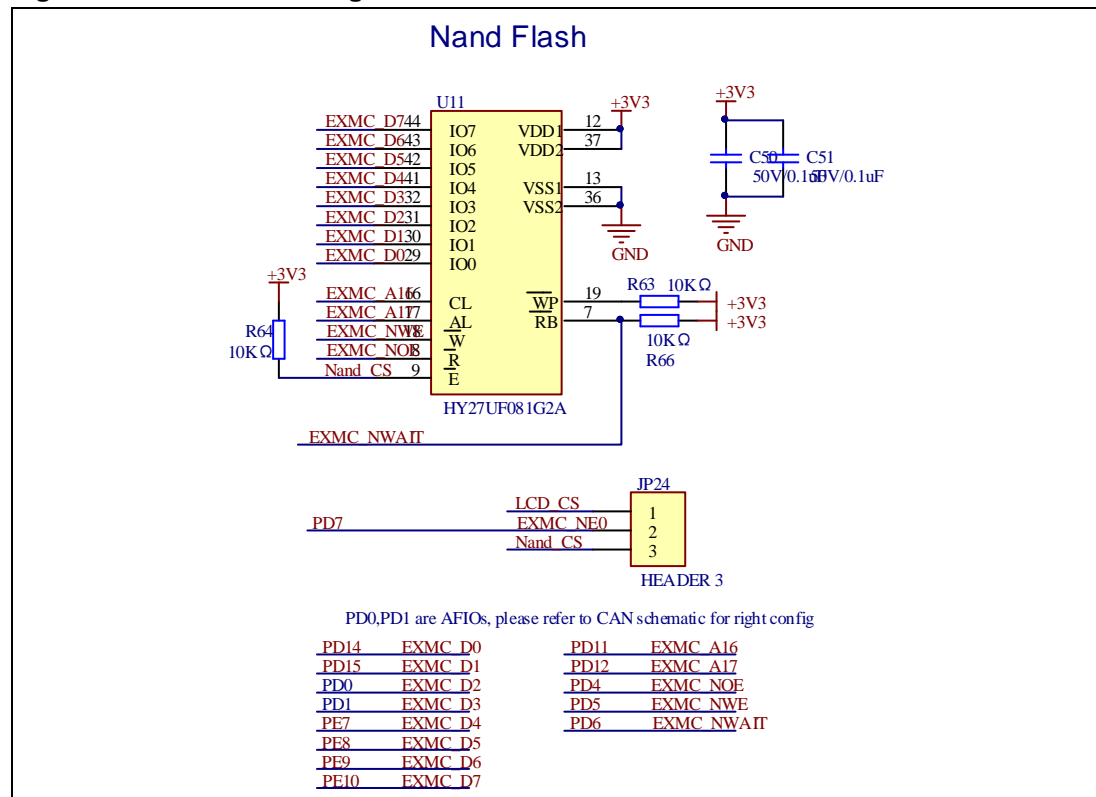 Nand Flash
U11
EXMC_D7 44 IO7 VDD1 12 +3V3
EXMC_D6 43 IO6 VDD2 37
EXMC_D5 42 IO5
EXMC_D4 41 IO4 VSS1 13
EXMC_D3 32 IO3 VSS2 36
EXMC_D2 31 IO2
EXMC_D1 30 IO1 GND
EXMC_D0 29 IO0
+3V3
C50 C51
50V/0.1uF 50V/0.1uF
GND
+3V3
R64
10KΩ
EXMC_A16 16 CL WP 19 R63 10KΩ +3V3
EXMC_A17 17 AL RB 7 10KΩ +3V3
R66
EXMC_NWE 18 W
EXMC_NOE 8 R
Nand_CS 9 E
HY27UF081G2A
EXMC_NWAIT
JP24
LCD_CS 1
PD7 EXMC_NE0 2
Nand_CS 3
HEADER 3
PD0,PD1 are AFIOs, please refer to CAN schematic for right config
PD14 EXMC_D0 PD11 EXMC_A16
PD15 EXMC_D1 PD12 EXMC_A17
PD0 EXMC_D2 PD4 EXMC_NOE
PD1 EXMC_D3 PD5 EXMC_NWE
PE7 EXMC_D4 PD6 EXMC_NWAIT
PE8 EXMC_D5
PE9 EXMC_D6
PE10 EXMC_D7